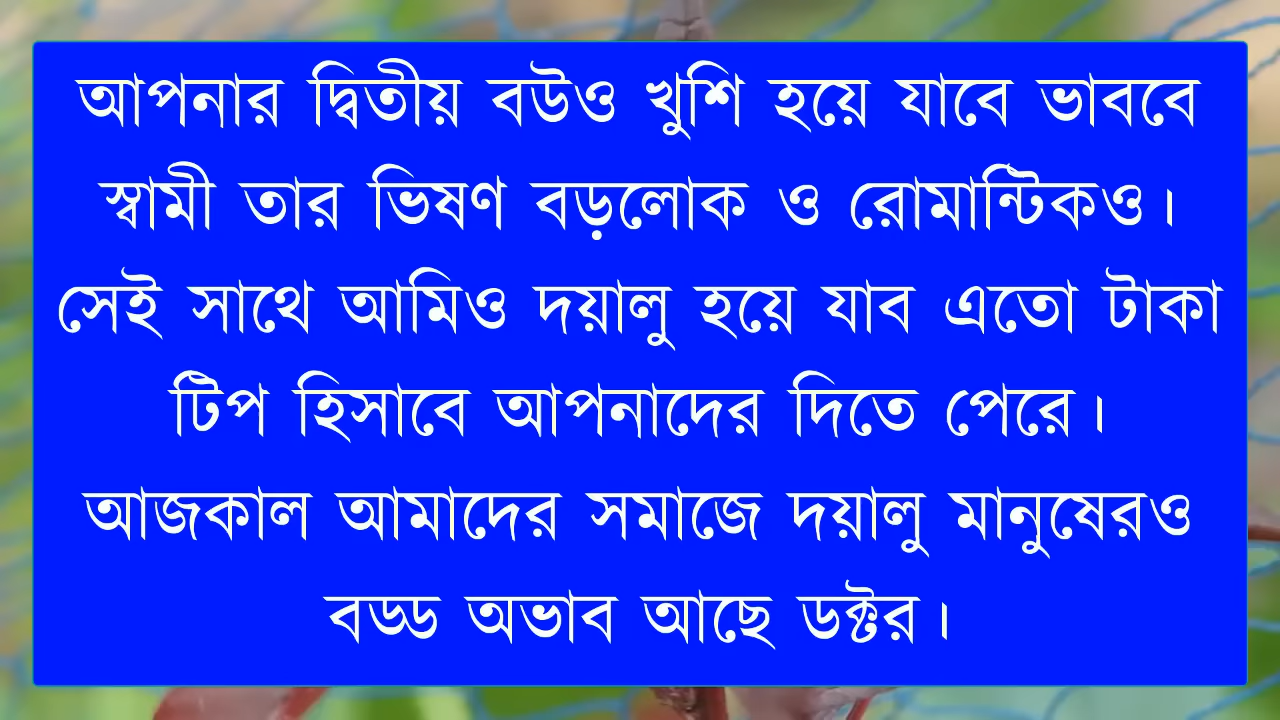 আপনার দ্বিতীয় বউও খুশি হয়ে যাবে ভাববে
স্বামী তার ভিষণ বড়লোক ও রোমান্টিকও।
সেই সাথে আমিও দয়ালু হয়ে যাব এতো টাকা
টিপ হিসাবে আপনাদের দিতে পেরে।
আজকাল আমাদের সমাজে দয়ালু মানুষেরও
বড্ড অভাব আছে ডক্টর।